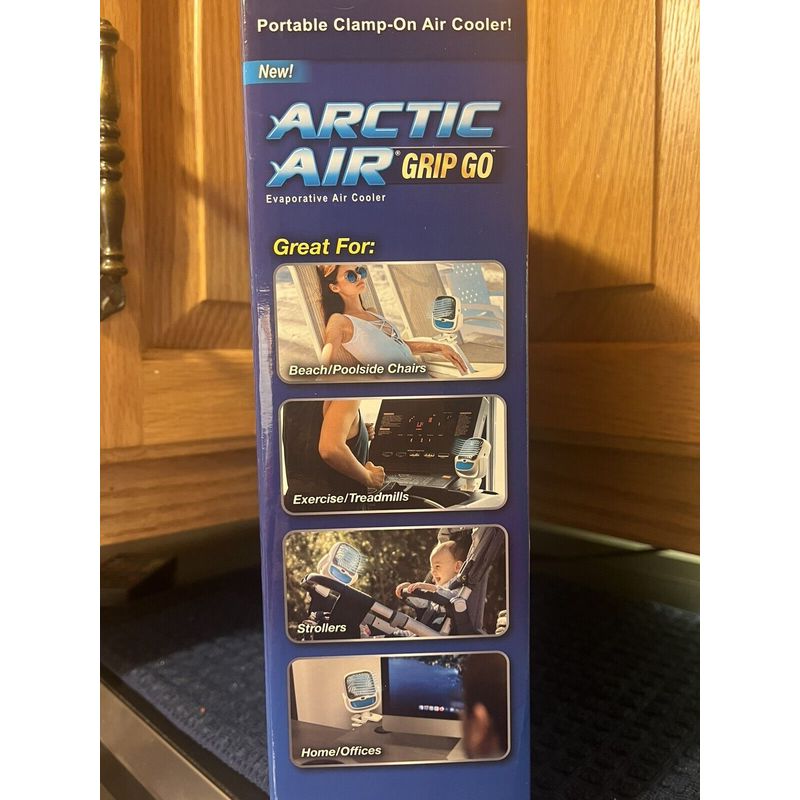 Portable Clamp-On Air Cooler!
New!
ARCTIC
AIR® GRIP GO™
Evaporative Air Cooler
Great For:
Beach/Poolside Chairs
Exercise/Treadmills
Strollers
Home/Offices